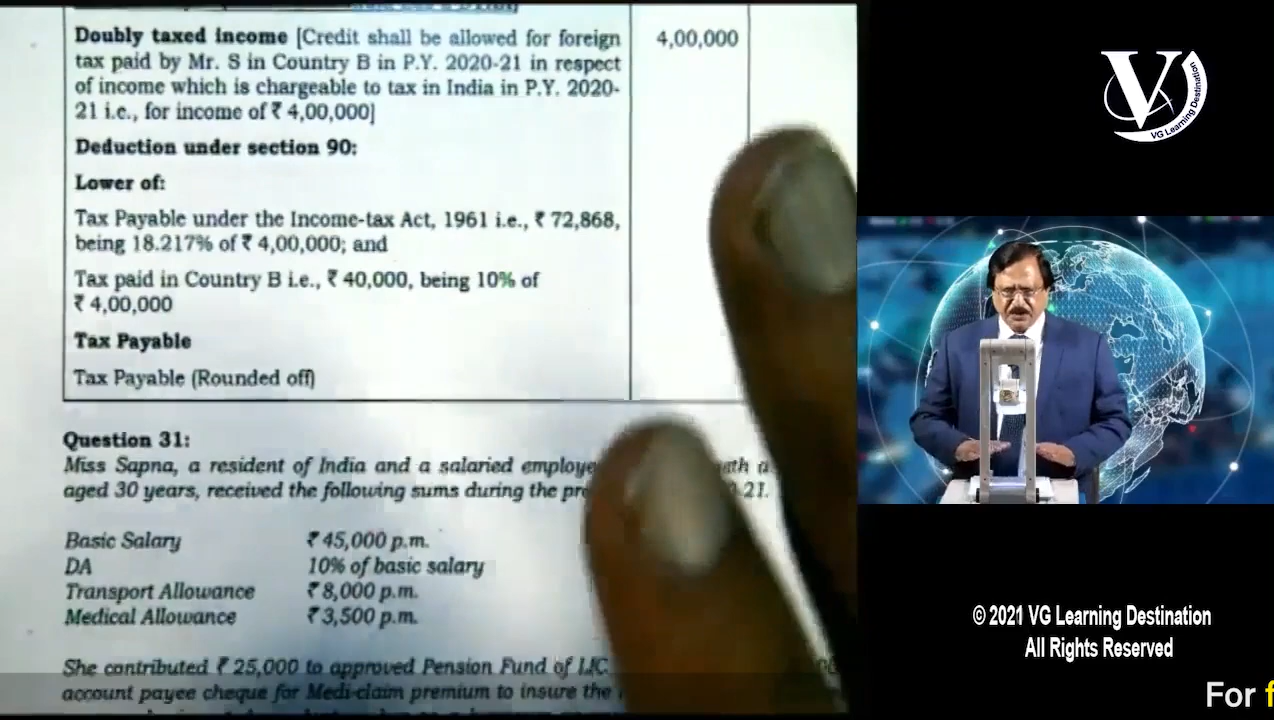 Doubly taxed income [Credit shall be allowed for foreign
4,00,000
tax paid by Mr. S in Country B in P.Y. 2020-21 in respect
of income which is chargeable to tax in India in P.Y. 2020-
21 i.e., for income of ₹ 4,00,000]
Deduction under section 90:
Lower of:
Tax Payable under the Income-tax Act, 1961 i.e., ₹ 72,868,
being 18.217% of ₹ 4,00,000; and
Tax paid in Country B i.e., ₹ 40,000, being 10% of
₹ 4,00,000
Tax Payable
Tax Payable (Rounded off)
Question 31:
Miss Sapna, a resident of India and a salaried
aged 30 years, received the following sums during the
21.
Basic Salary ₹ 45,000 p.m.
DA 10% of basic salary
Transport Allowance ₹ 8,000 p.m.
Medical Allowance ₹ 3,500 p.m.
She contributed ₹ 25,000 to approved Pension Fund of LIC
account payee cheque for Medi-claim premium to insure the
V
VG Learning Destination
© 2021 VG Learning Destination
All Rights Reserved
For